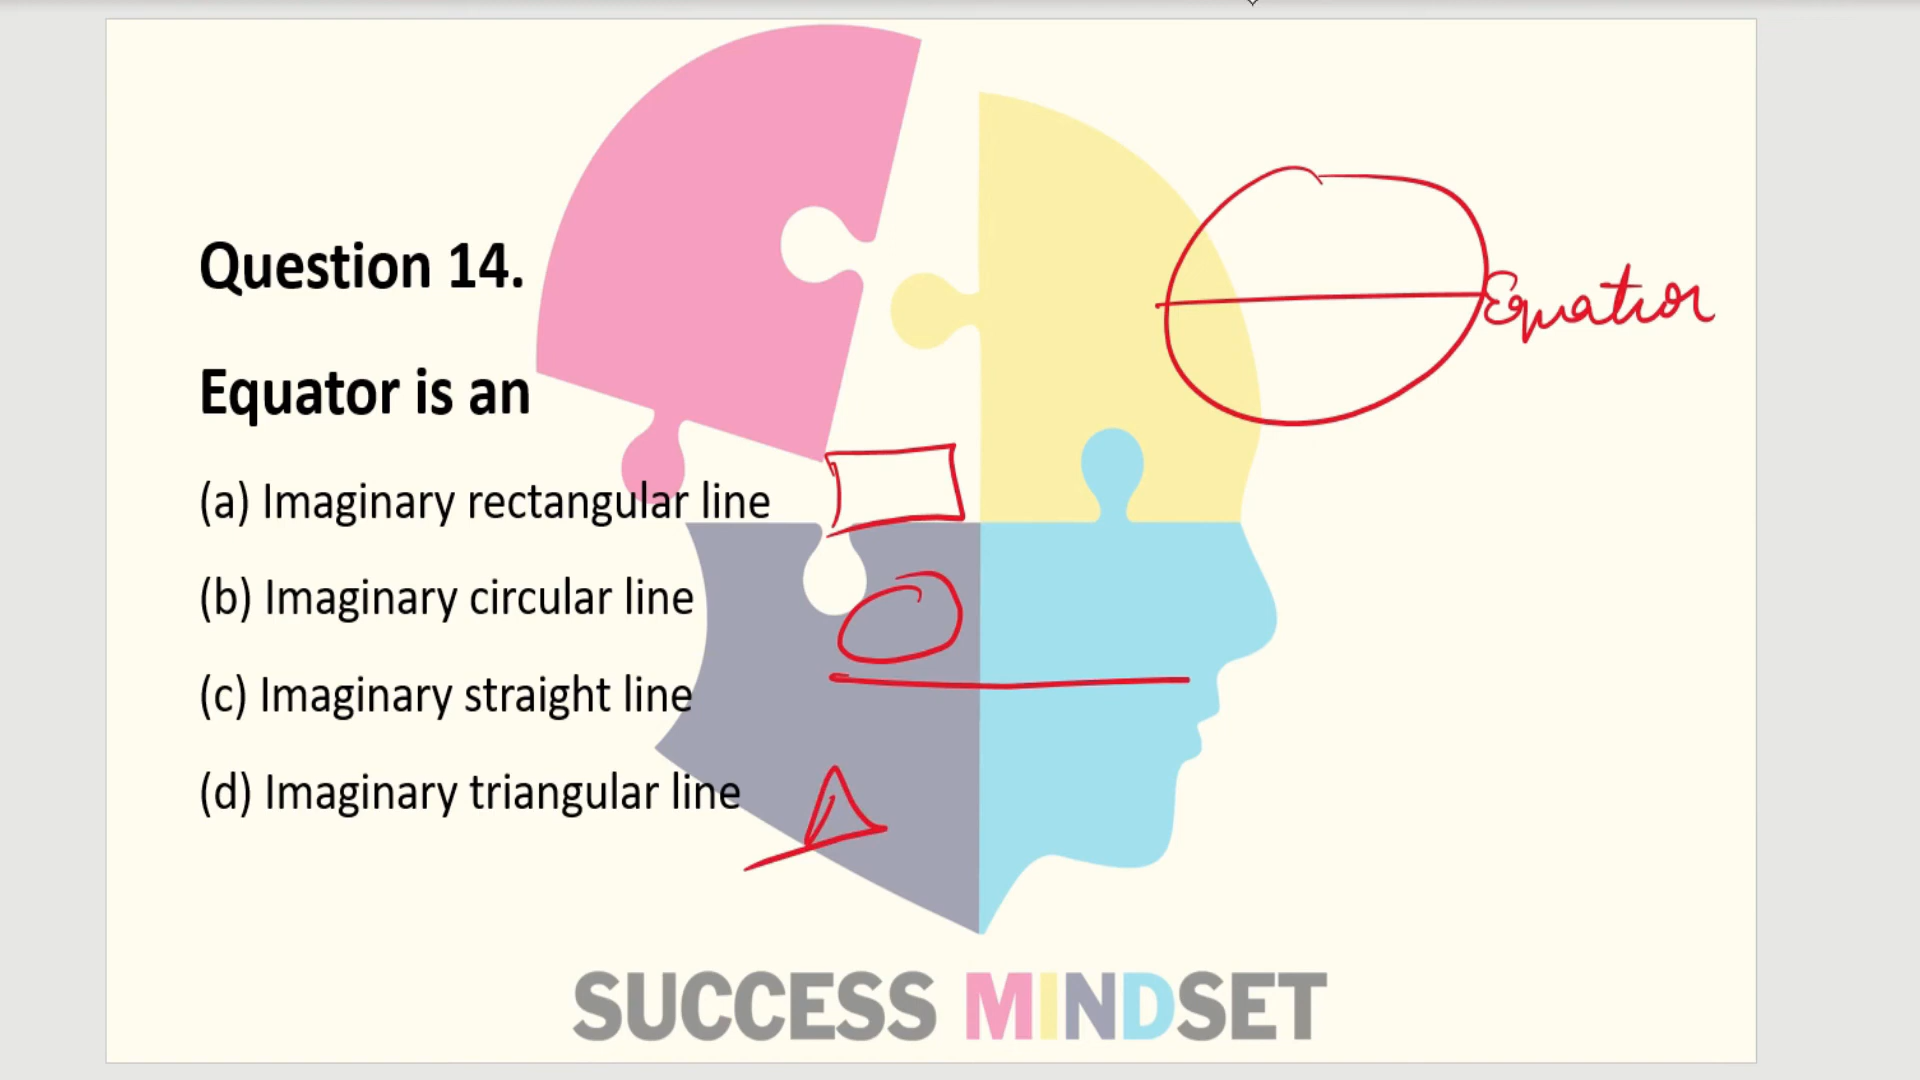 Question 14.
Equator is an
Equator
(a) Imaginary rectangular line
(b) Imaginary circular line
(c) Imaginary straight line
(d) Imaginary triangular line
SUCCESS MINDSET